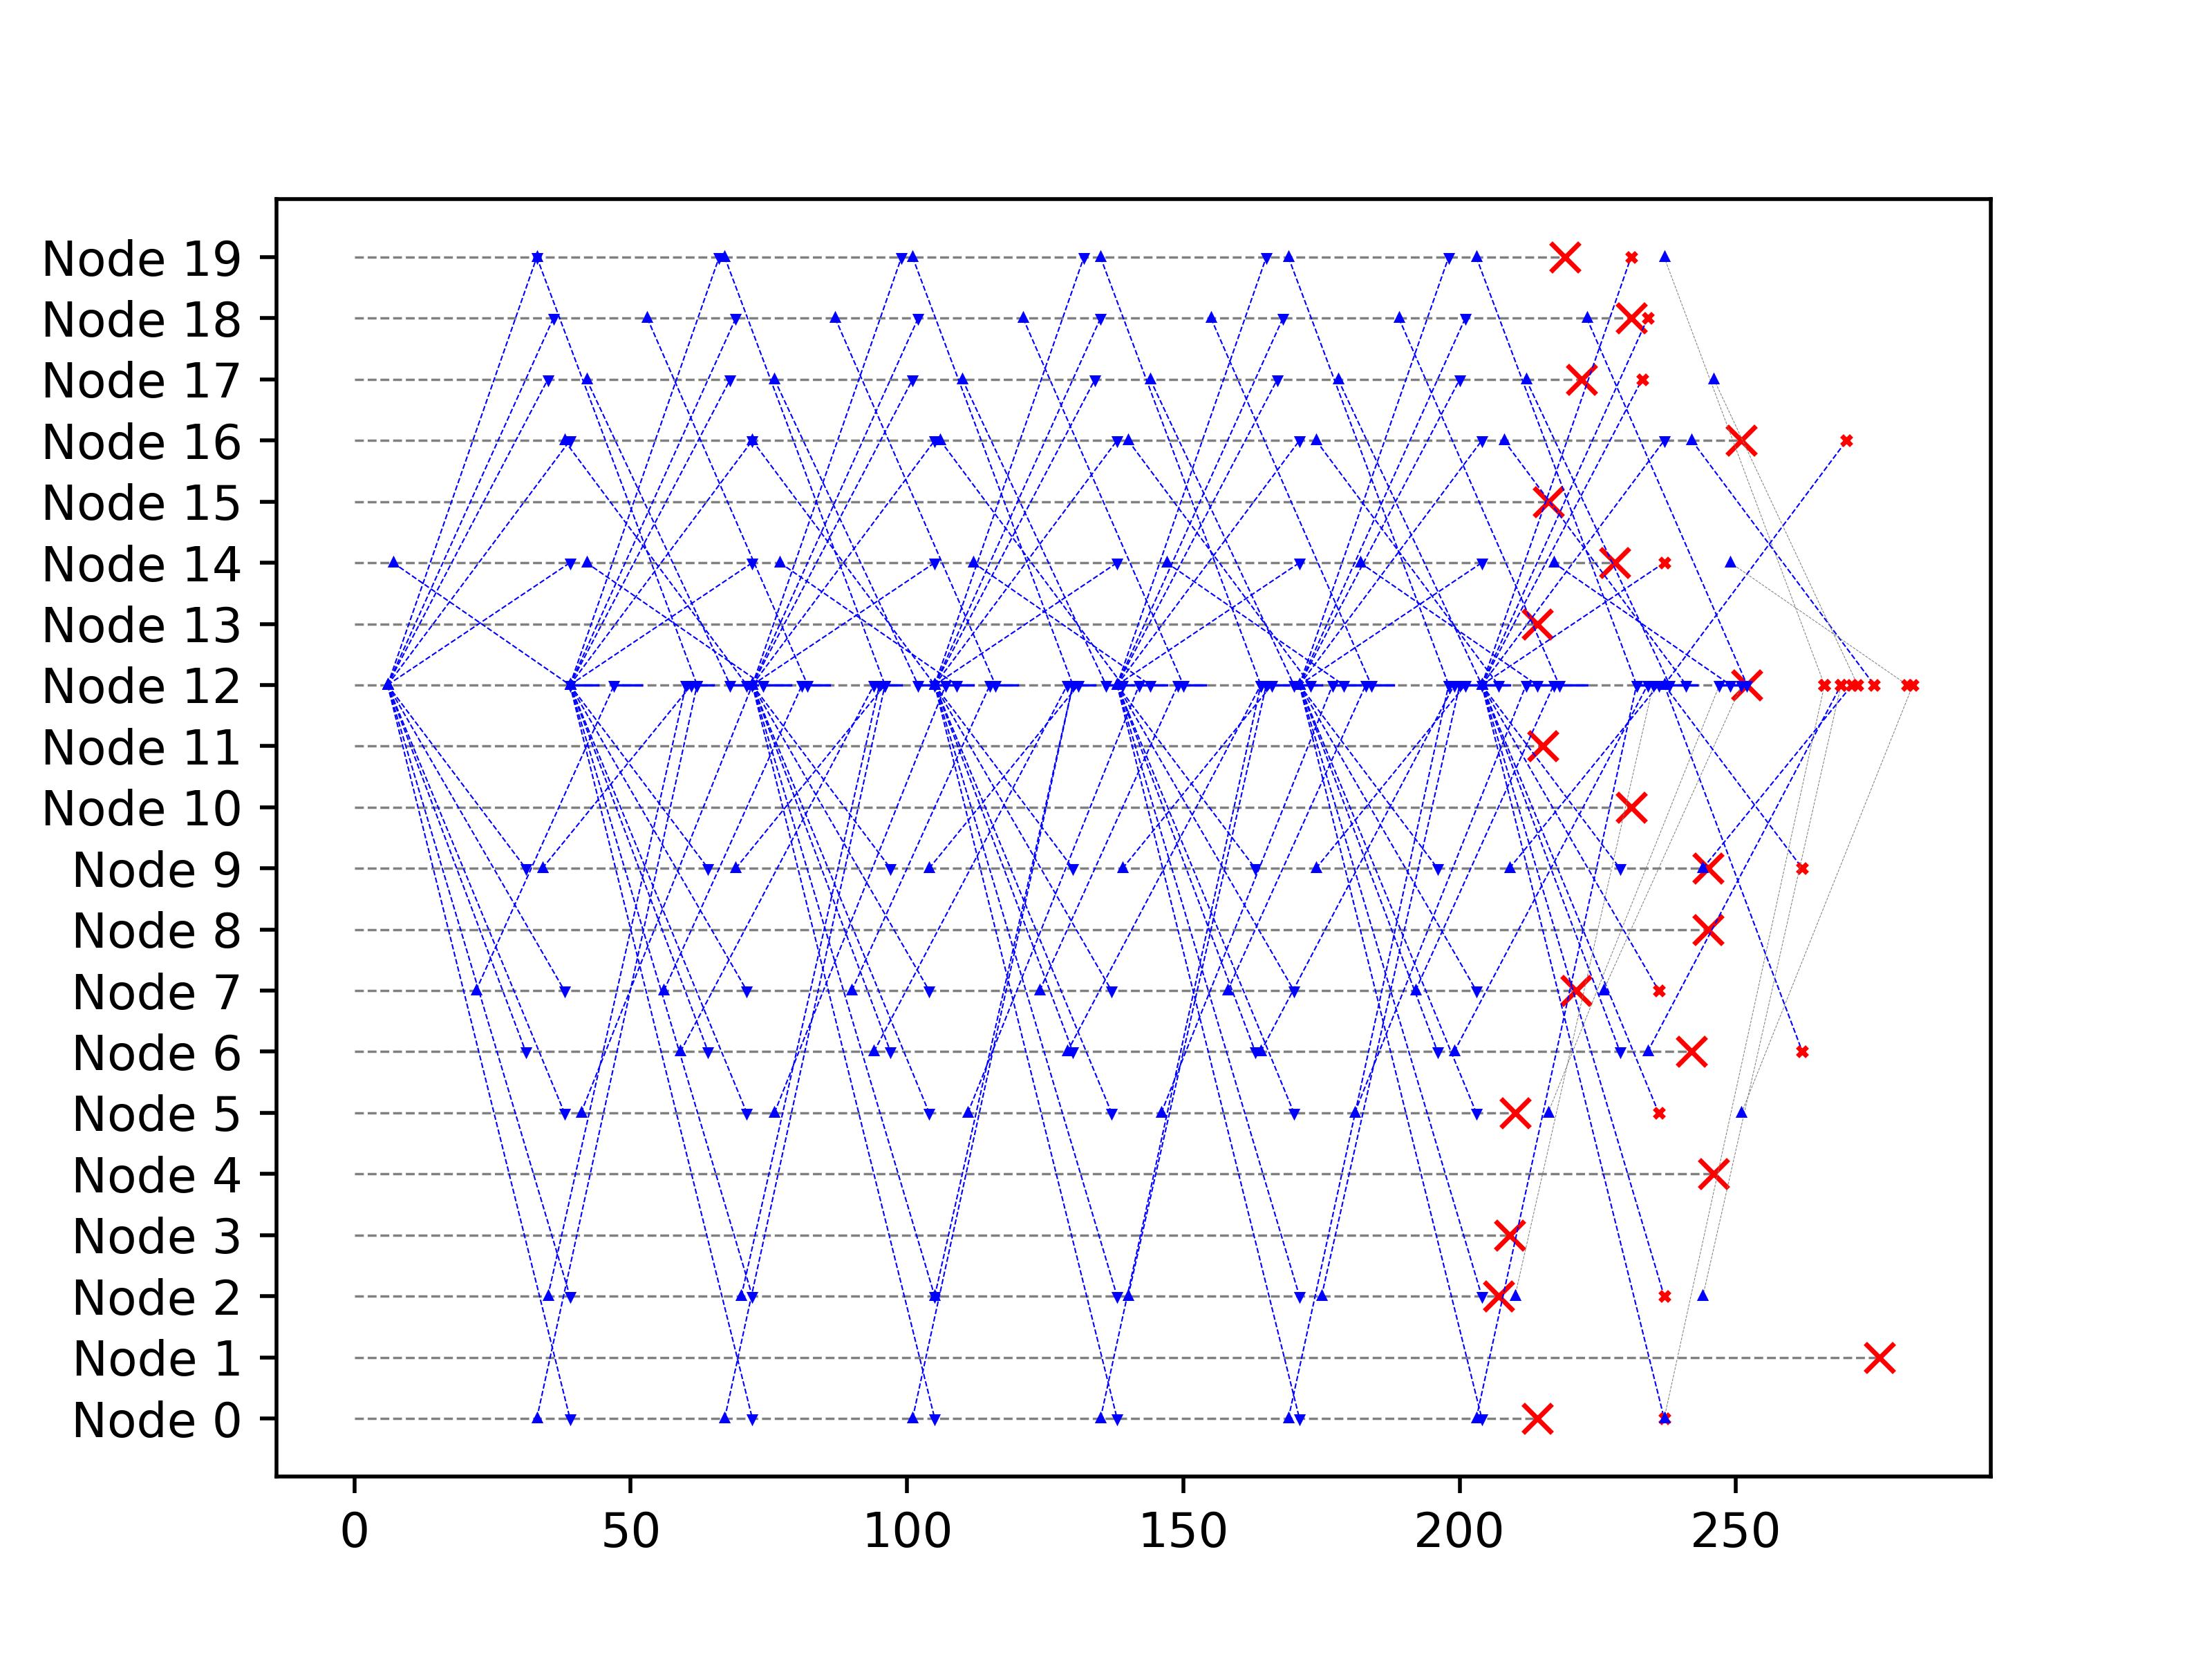 Node 19
Node 18
Node 17
Node 16
Node 15
Node 14
Node 13
Node 12
Node 11
Node 10
Node 9
Node 8
Node 7
Node 6
Node 5
Node 4
Node 3
Node 2
Node 1
Node 0
0 50 100 150 200 250